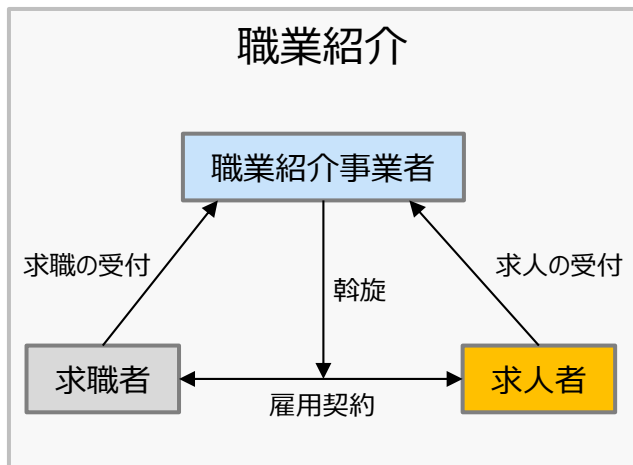 職業紹介
職業紹介事業者
求職の受付
求人の受付
斡旋
求職者
求人者
雇用契約